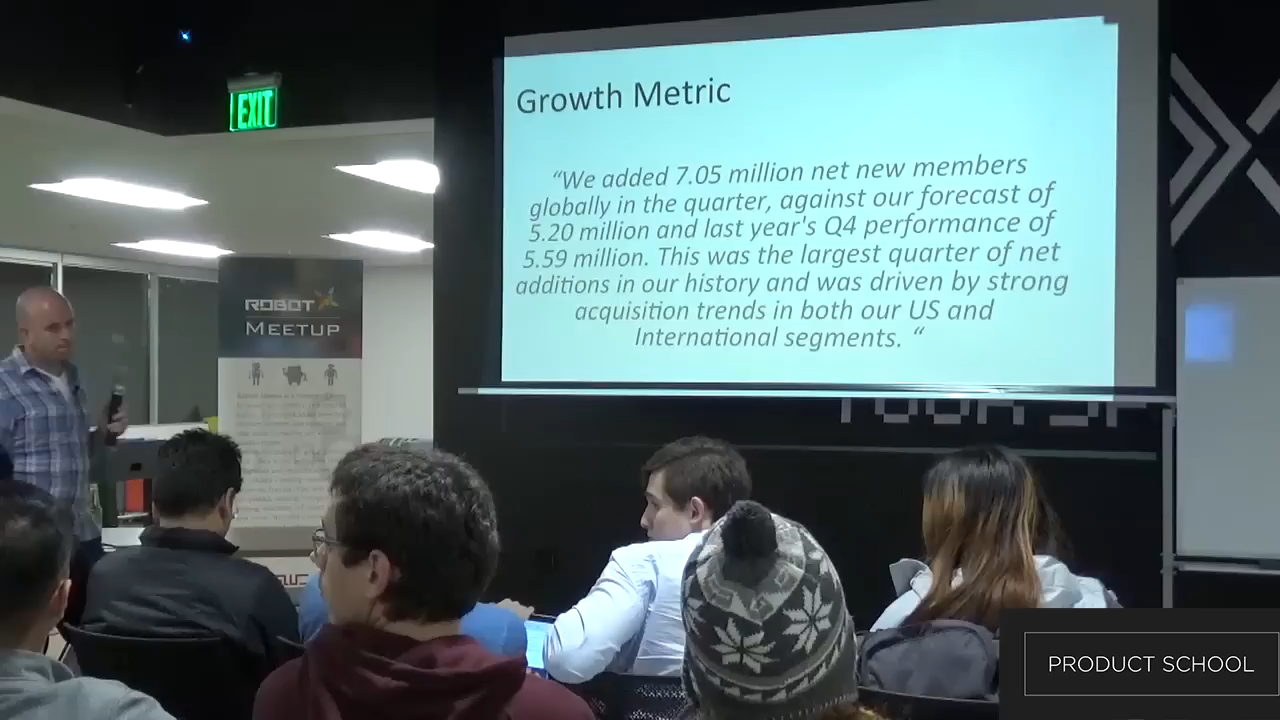 EXIT
Growth Metric
“We added 7.05 million net new members
globally in the quarter, against our forecast of
5.20 million and last year's Q4 performance of
5.59 million. This was the largest quarter of net
additions in our history and was driven by strong
acquisition trends in both our US and
International segments. “
ROBOT
MEETUP
PRODUCT SCHOOL